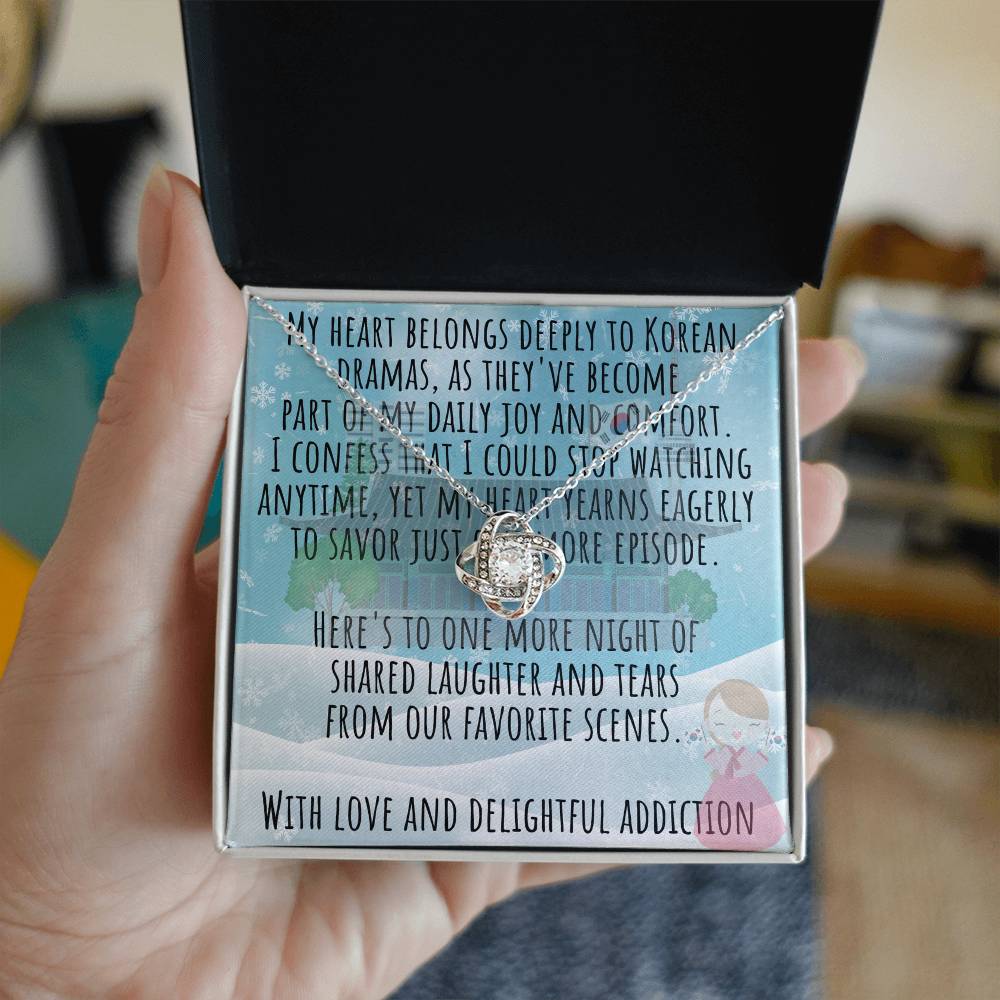 My heart belongs deeply to Korean
dramas, as they've become
part of my daily joy and comfort.
I confess that I could stop watching
anytime, yet my heart yearns eagerly
to savor just ore episode.
Here's to one more night of
shared laughter and tears
from our favorite scenes.
With love and delightful addiction